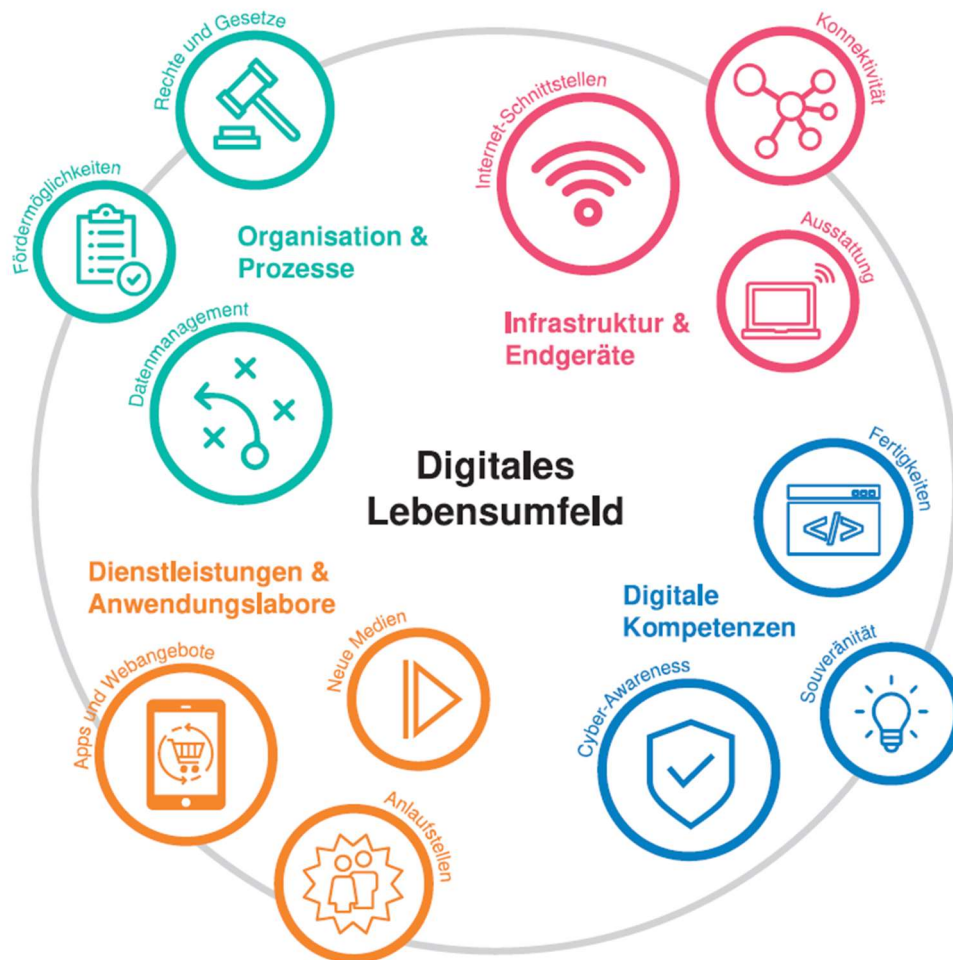 Rechte und Gesetze
Fördermöglichkeiten
Organisation &
Prozesse
Datenmanagement
Internet-Schnittstellen
Konnektivität
Ausstattung
Infrastruktur &
Endgeräte
Digitales
Lebensumfeld
Dienstleistungen &
Anwendungslabore
Neue Medien
Apps und Webangebote
Anlaufstellen
Fertigkeiten
</>
Digitale
Kompetenzen
Souveränität
Cyber-Awareness